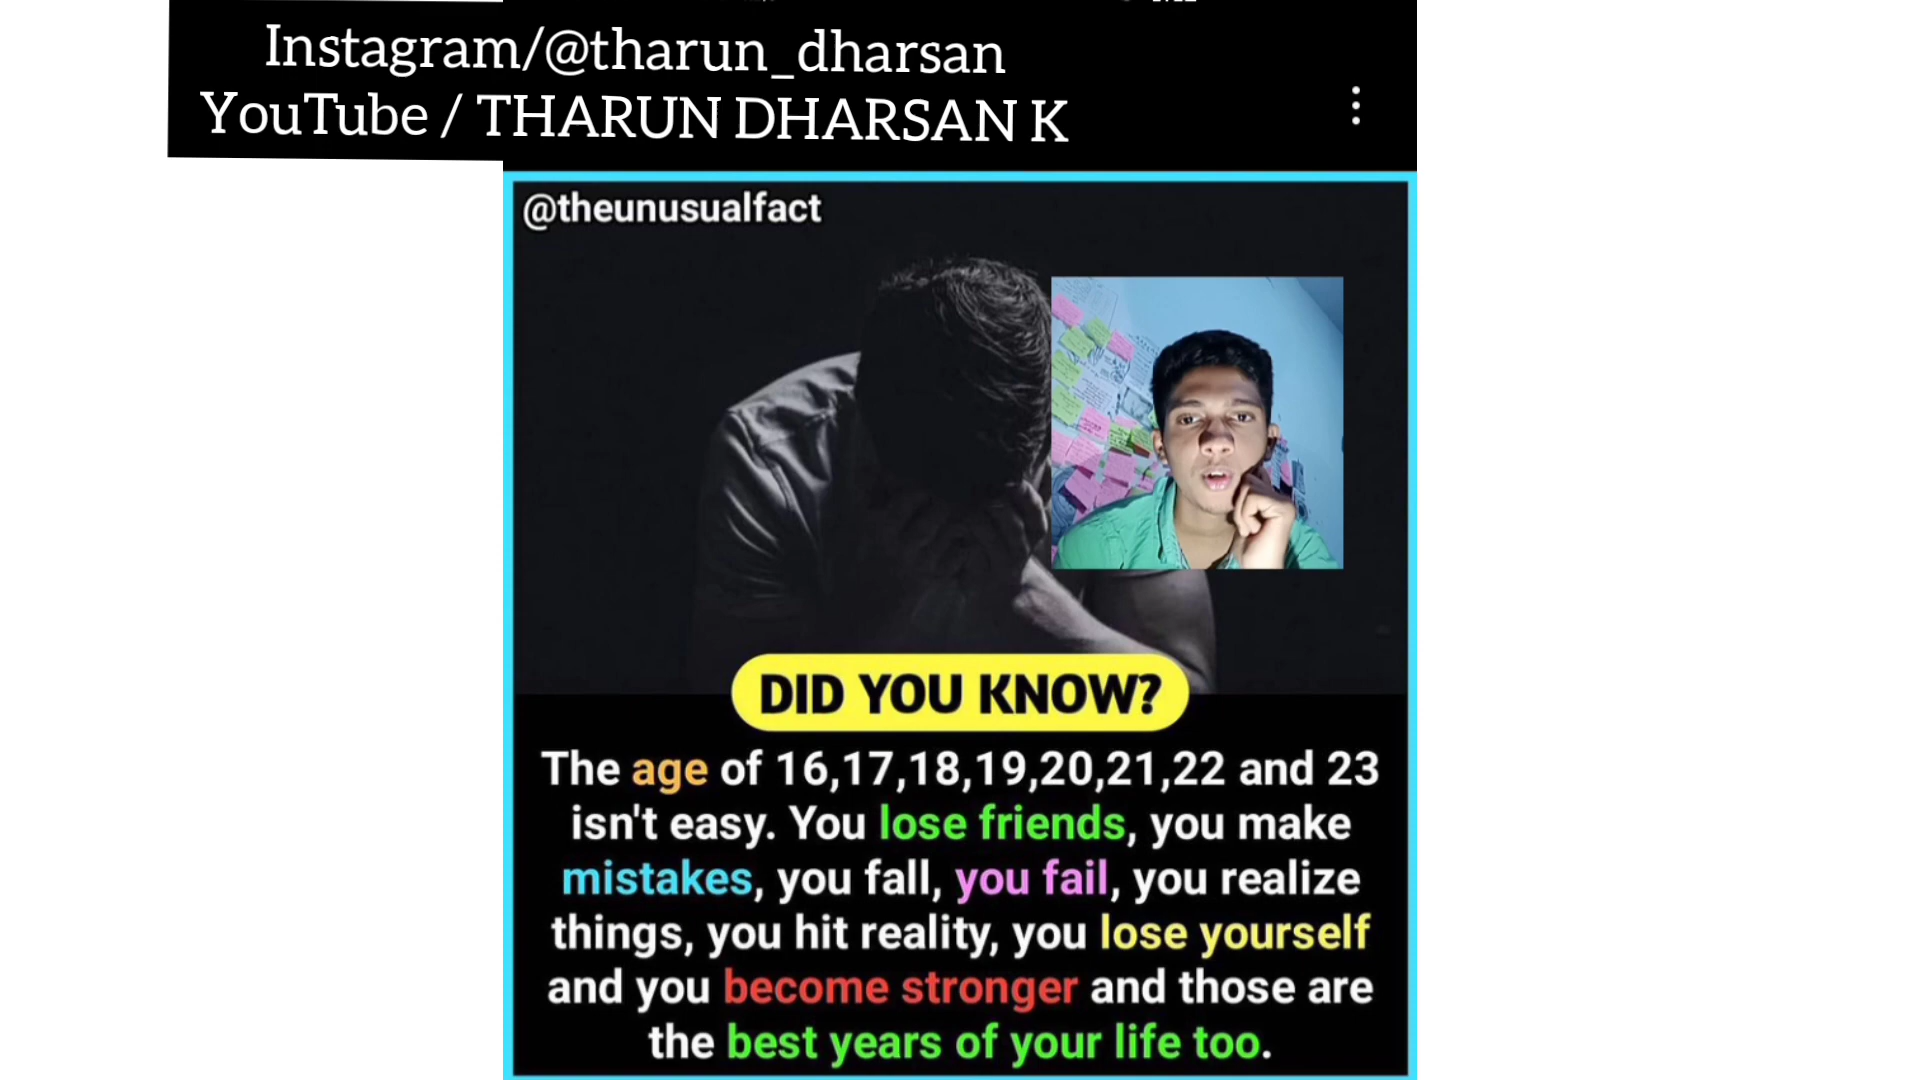 Instagram/@tharun_dharsan
YouTube / THARUN DHARSAN K
@theunusualfact
DID YOU KNOW?
The age of 16,17,18,19,20,21,22 and 23
isn't easy. You lose friends, you make
mistakes, you fall, you fail, you realize
things, you hit reality, you lose yourself
and you become stronger and those are
the best years of your life too.